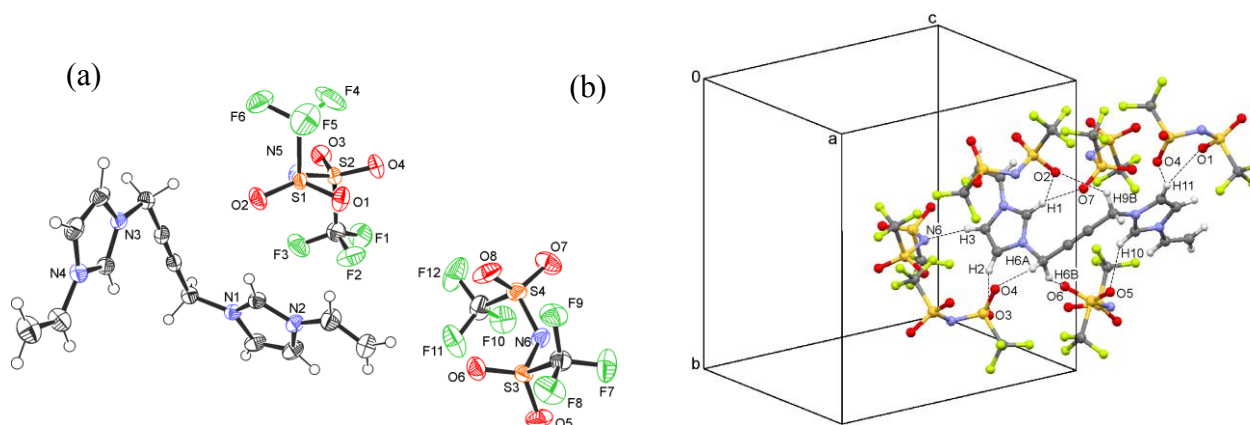 (a)
F4
F6
F5
N5
O3
S2
O4
S1
O2
O1
F3
F1
F2
N3
N4
N1
N2
O7
O8
F12
S4
F9
F10
F11
N6
O6
S3
F7
F8
O5
(b)
c
0
a
b
O4
O1
H11
O2
O7
H9B
H1
N6
H3
H10
H6A
H2
O4
H6B
O6
O5
O3